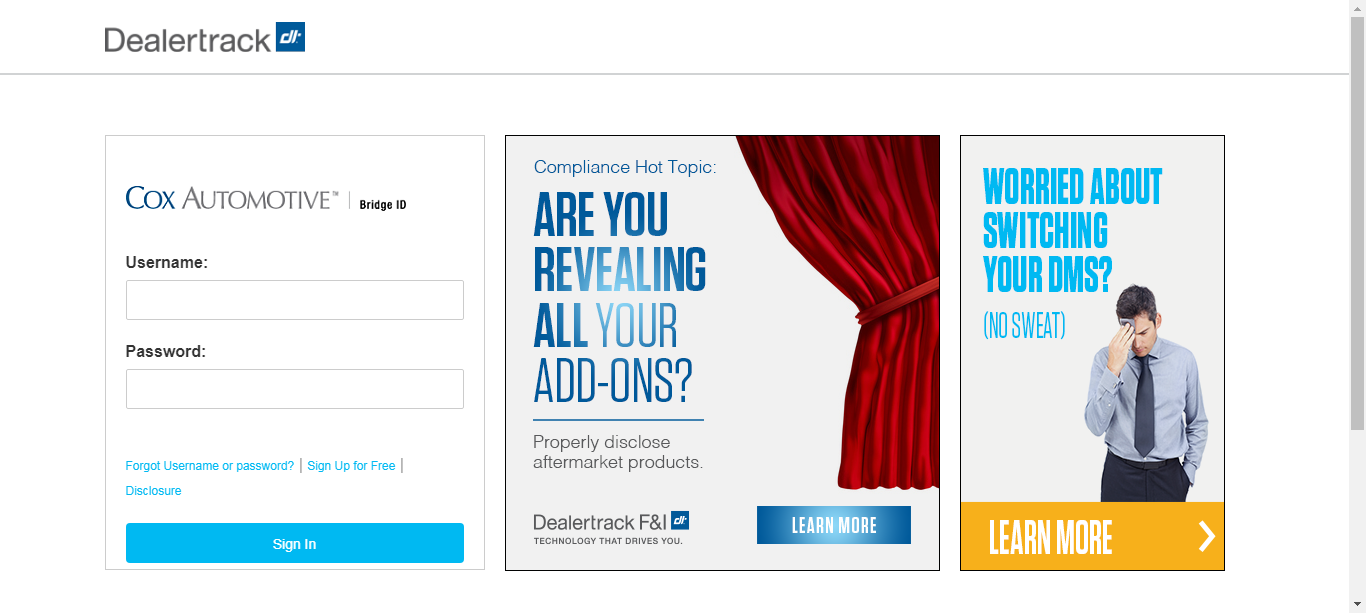 Dealertrack dt
COX AUTOMOTIVE™ | Bridge ID
Username:
Password:
Forgot Username or password? | Sign Up for Free |
Disclosure
Sign In
Compliance Hot Topic:
ARE YOU
REVEALING
ALL YOUR
ADD-ONS?
Properly disclose
aftermarket products.
Dealertrack F&I dt
TECHNOLOGY THAT DRIVES YOU.
LEARN MORE
WORRIED ABOUT
SWITCHING
YOUR DMS?
(NO SWEAT)
LEARN MORE